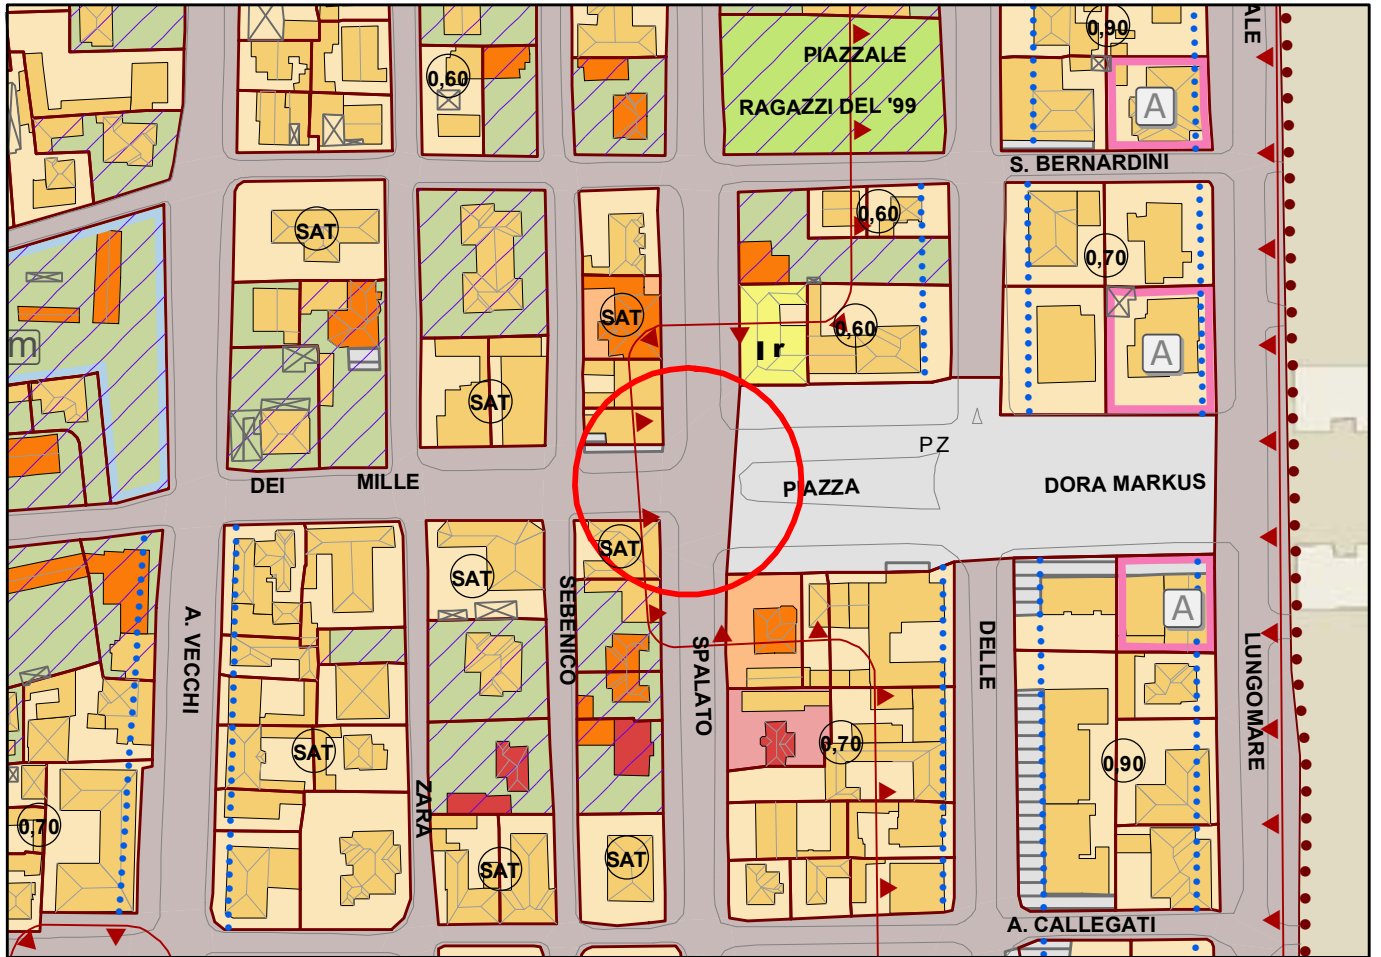 ALE
0,90
PIAZZALE
0,60
RAGAZZI DEL '99
A
S. BERNARDINI
SAT
0,60
0,70
SAT
0,60
m
I r
A
SAT
PZ
DEI MILLE
PIAZZA
DORA MARKUS
SAT
SAT
A
SEBENICO
A. VECCHI
SPALATO
DELLE
LUNGOMARE
SAT
0,70
0,90
ZARA
0,70
SAT
SAT
A. CALLEGATI